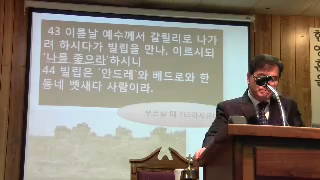 43 이튿날 예수께서 갈릴리로 나가
려 하시다가 빌립을 만나, 이르시되
'나를 좇으라'하시니
44 빌립은 '안드레'와 베드로와 한
동네 벳새다 사람이라.